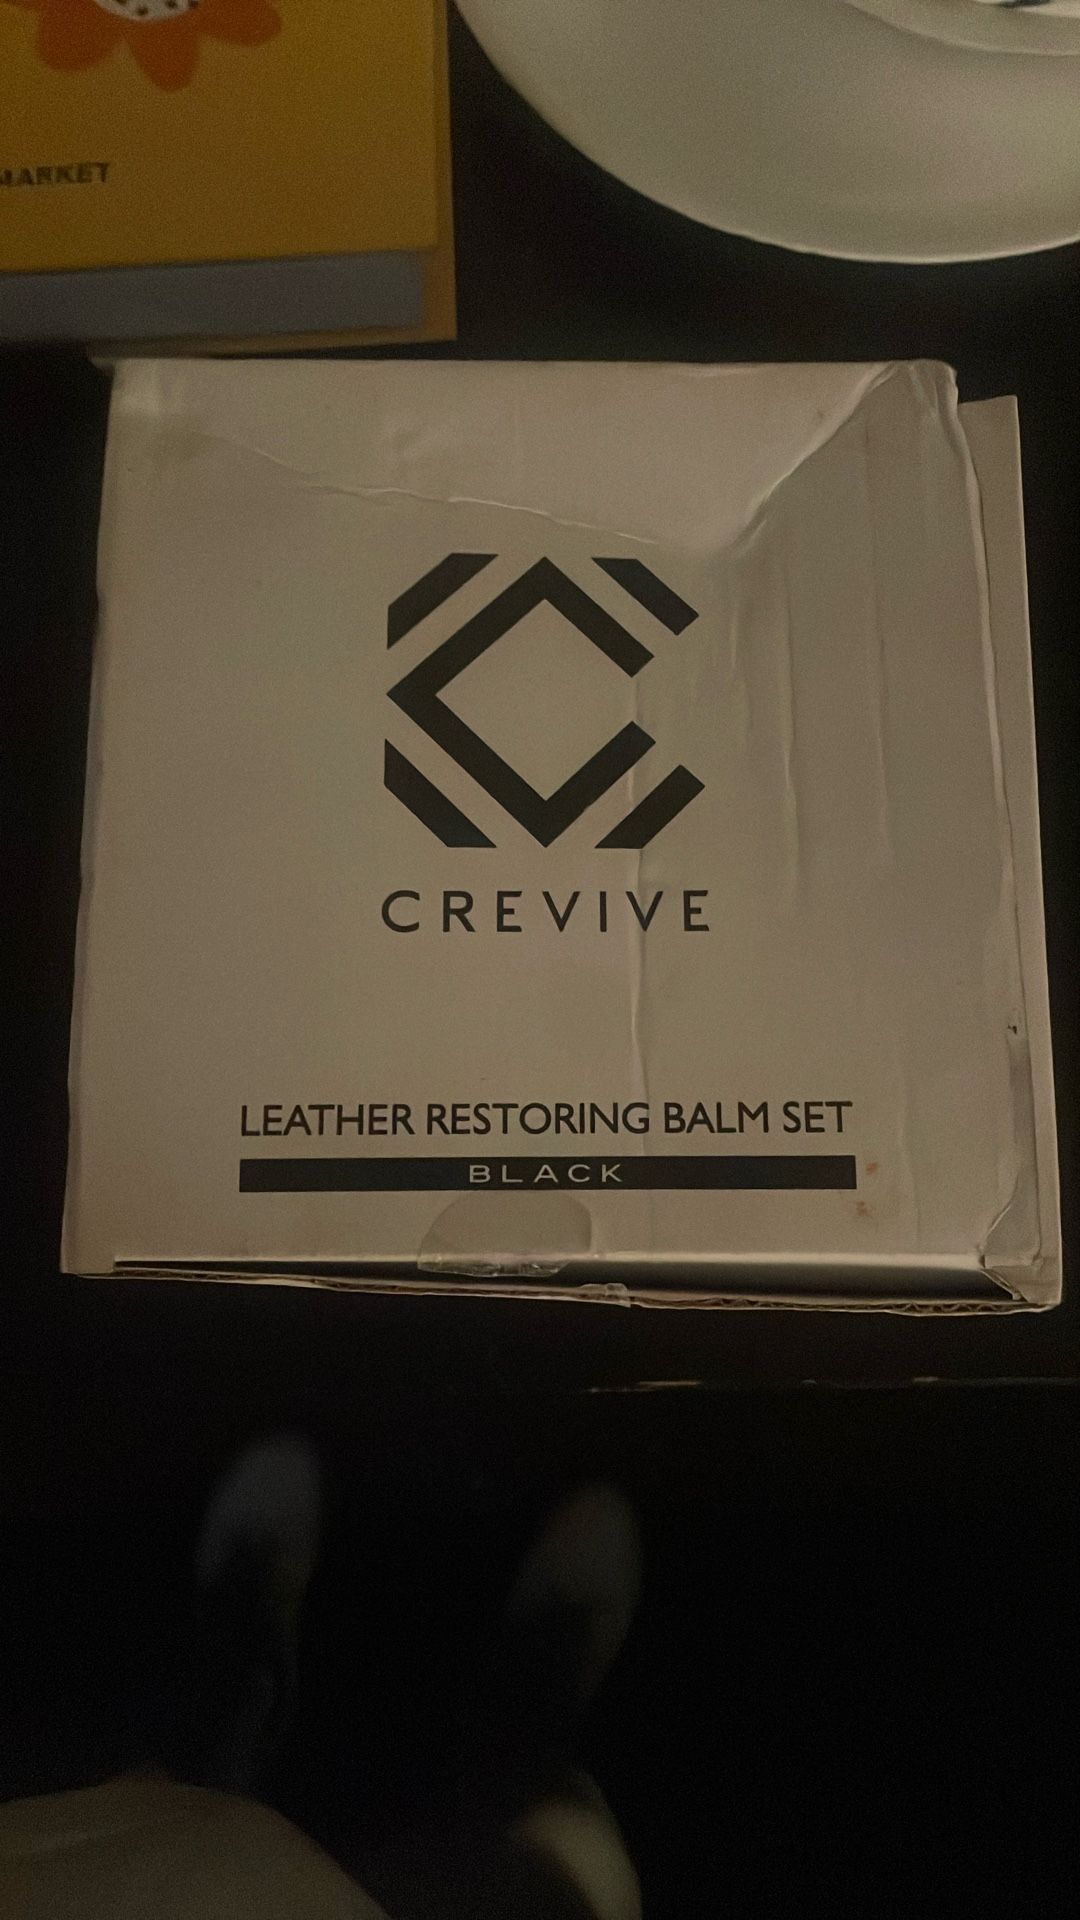 MARKET
CREVIVE
LEATHER RESTORING BALM SET
BLACK